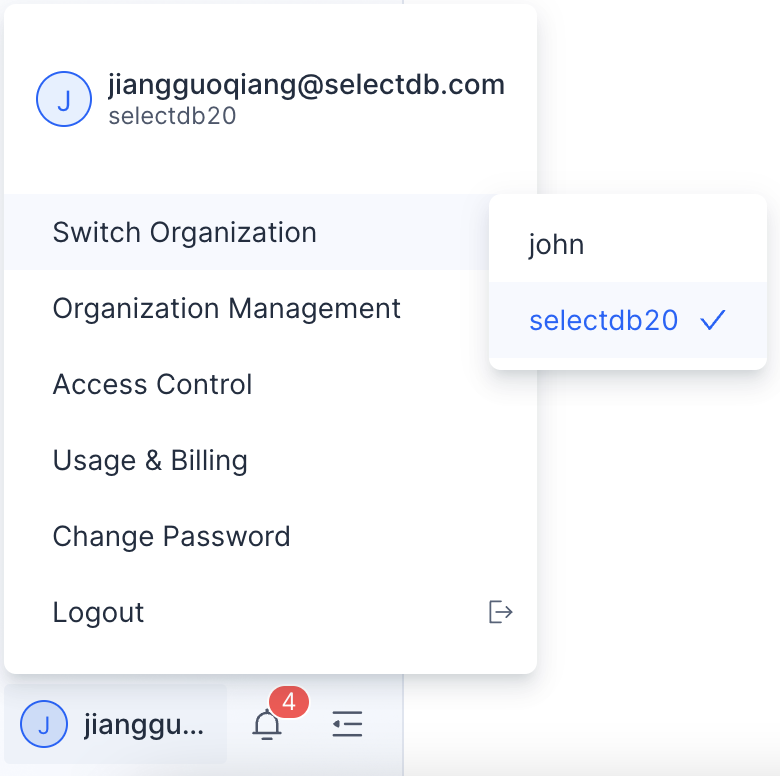 J
jiangguoqiang@selectdb.com
selectdb20
Switch Organization
john
selectdb20
Organization Management
Access Control
Usage & Billing
Change Password
Logout
J
jianggu...
4